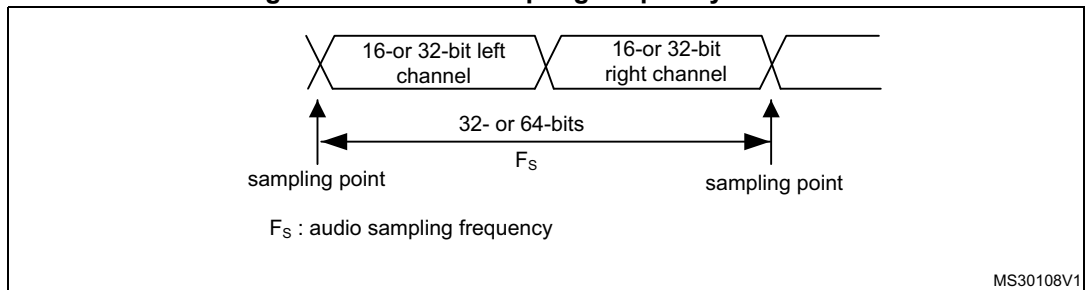 16-or 32-bit left
channel
16-or 32-bit
right channel
32- or 64-bits
FS
sampling point
sampling point
FS : audio sampling frequency
MS30108V1